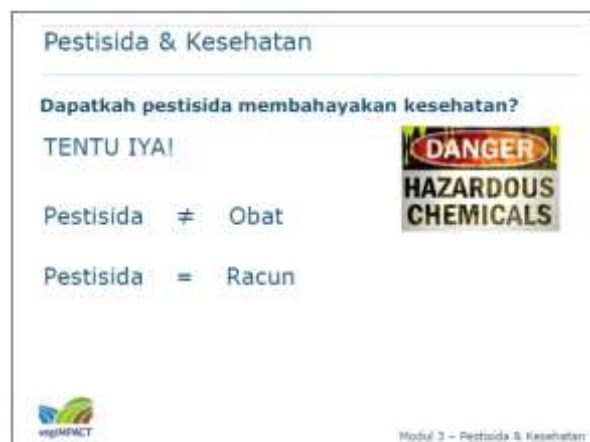 Pestisida & Kesehatan
Dapatkah pestisida membahayakan kesehatan?
TENTU IYA!
DANGER
HAZARDOUS
CHEMICALS
Pestisida ≠ Obat
Pestisida = Racun
vegIMPACT
Modul 3 – Pestisida & Kesehatan